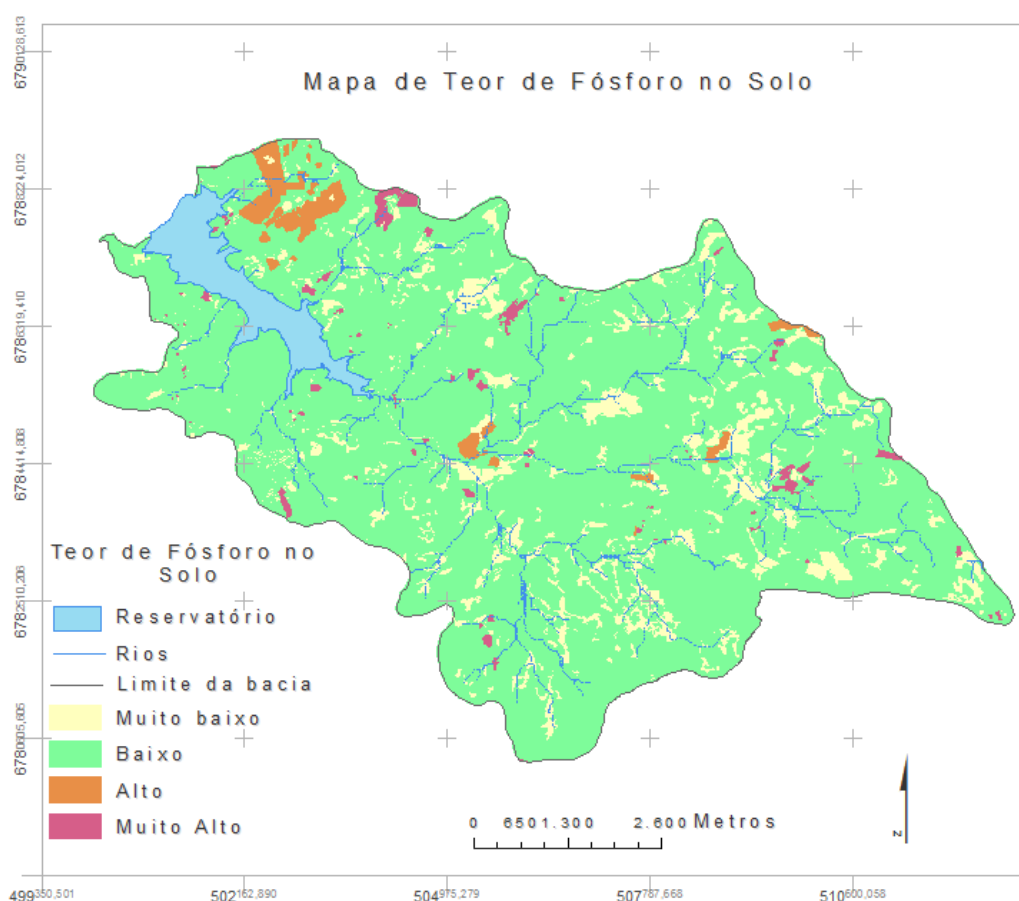 Mapa de Teor de Fósforo no Solo
6790128,613
6788224,012
6786319,410
6784414,808
6782510,206
6780605,605
Teor de Fósforo no
Solo
Reservatório
Rios
Limite da bacia
Muito baixo
Baixo
Alto
Muito Alto
0 6501.300 2.600 Metros
N
499350,501 502162,890 504975,279 507787,668 510600,058